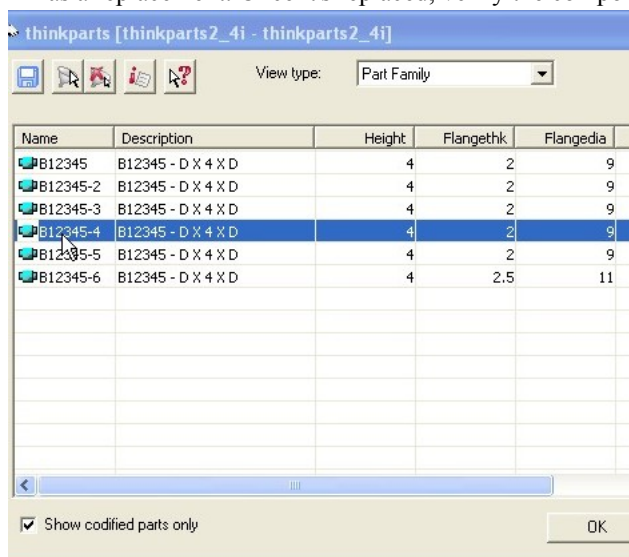 thinkparts [thinkparts2_4i - thinkparts2_4i]
View type: Part Family
Name Description Height Flangethk Flangedia
B12345 B12345 - D X 4 X D 4 2 9
B12345-2 B12345 - D X 4 X D 4 2 9
B12345-3 B12345 - D X 4 X D 4 2 9
B12345-4 B12345 - D X 4 X D 4 2 9
B12345-5 B12345 - D X 4 X D 4 2 9
B12345-6 B12345 - D X 4 X D 4 2.5 11
Show codified parts only OK